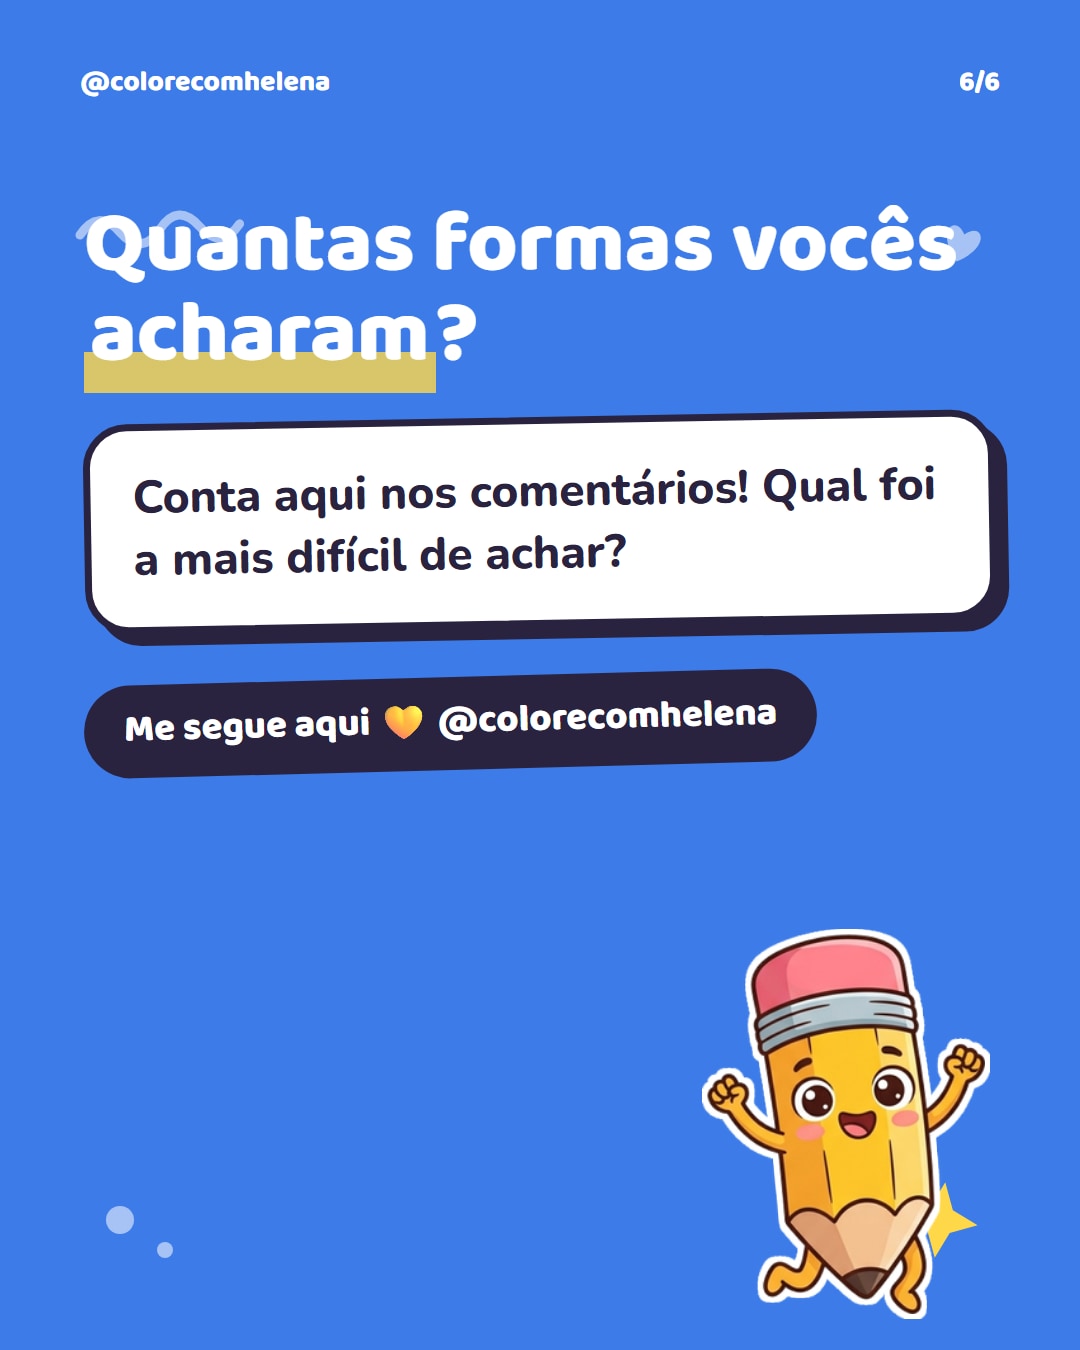 @colorecomhelena
6/6
Quantas formas vocês
acharam?
Conta aqui nos comentários! Qual foi
a mais difícil de achar?
Me segue aqui 🧡 @colorecomhelena